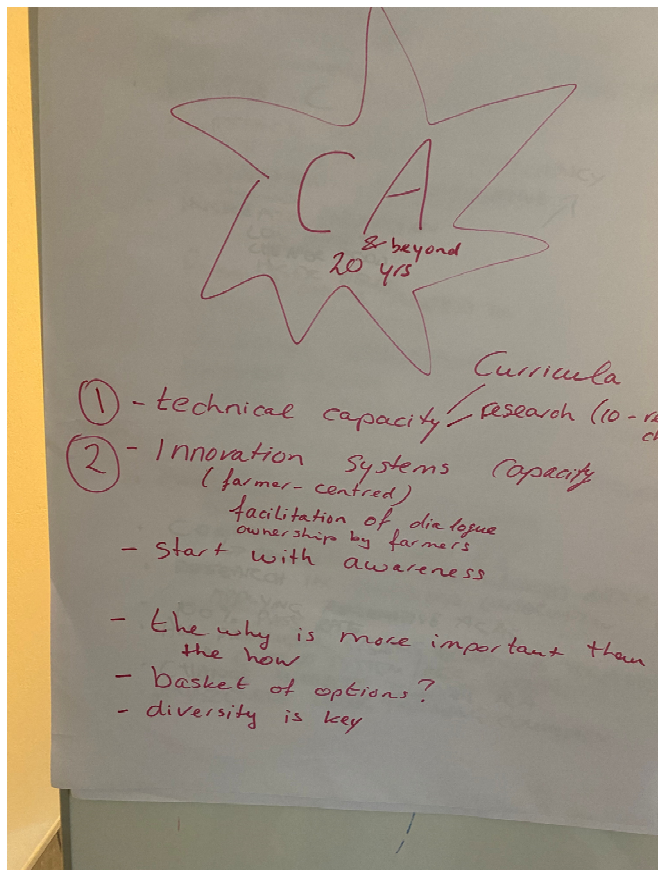 CA
& beyond
20 yrs
Curricula
① - technical capacity - research (10 -
② - Innovation systems capacity
(farmer-centred)
facilitation of dialogue
ownership by farmers
- start with awareness
- the why is more important than
the how
- basket of options?
- diversity is key